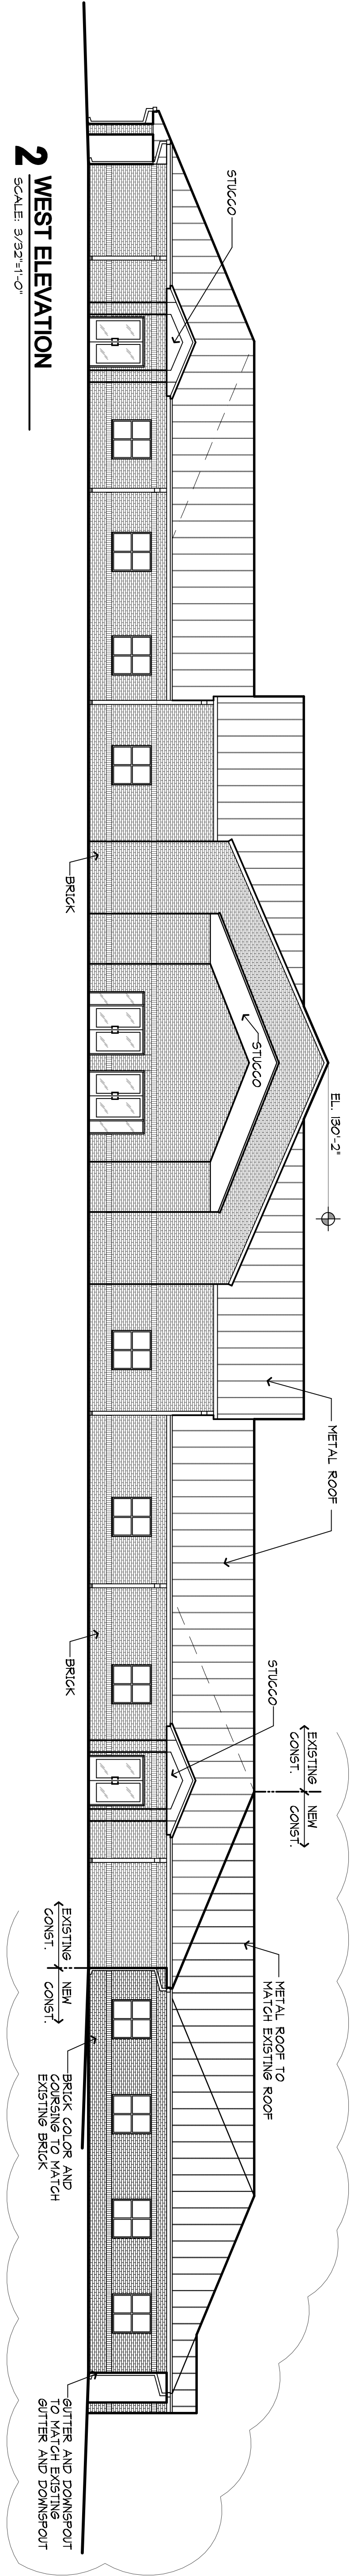 STUCCO
EL. 130'-2"
STUCCO
BRICK
METAL ROOF
BRICK
STUCCO
EXISTING
CONST.
NEW
CONST.
METAL ROOF TO
MATCH EXISTING ROOF
EXISTING
CONST.
NEW
CONST.
BRICK COLOR AND
COURSING TO MATCH
EXISTING BRICK
GUTTER AND DOWNSPOUT
TO MATCH EXISTING
GUTTER AND DOWNSPOUT
2 WEST ELEVATION
SCALE: 3/32"=1'-0"